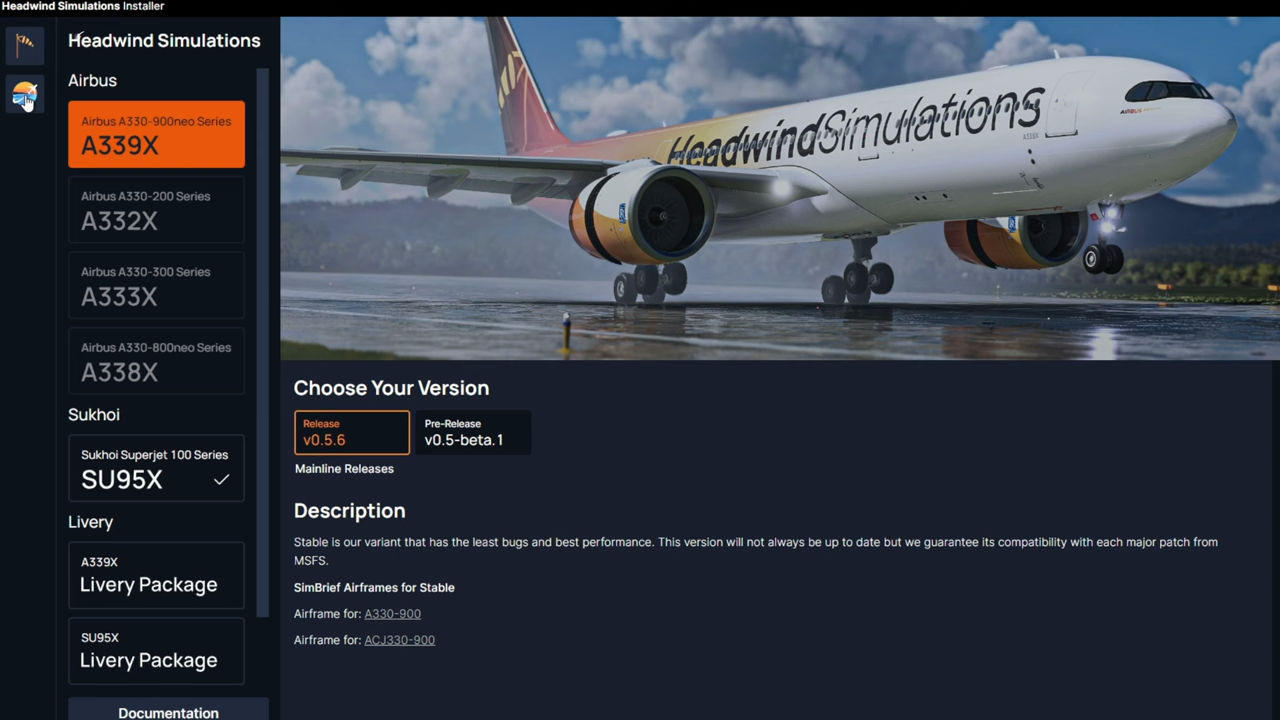 Headwind Simulations Installer
Headwind Simulations
Airbus
Airbus A330-900neo Series
A339X
Airbus A330-200 Series
A332X
Airbus A330-300 Series
A333X
Airbus A330-800neo Series
A338X
Sukhoi
Sukhoi Superjet 100 Series
SU95X
Livery
A339X
Livery Package
SU95X
Livery Package
Documentation
HeadwindSimulations
Choose Your Version
Release
v0.5.6
Pre-Release
v0.5-beta.1
Mainline Releases
Description
Stable is our variant that has the least bugs and best performance. This version will not always be up to date but we guarantee its compatibility with each major patch from
MSFS.
SimBrief Airframes for Stable
Airframe for: A330-900
Airframe for: ACJ330-900